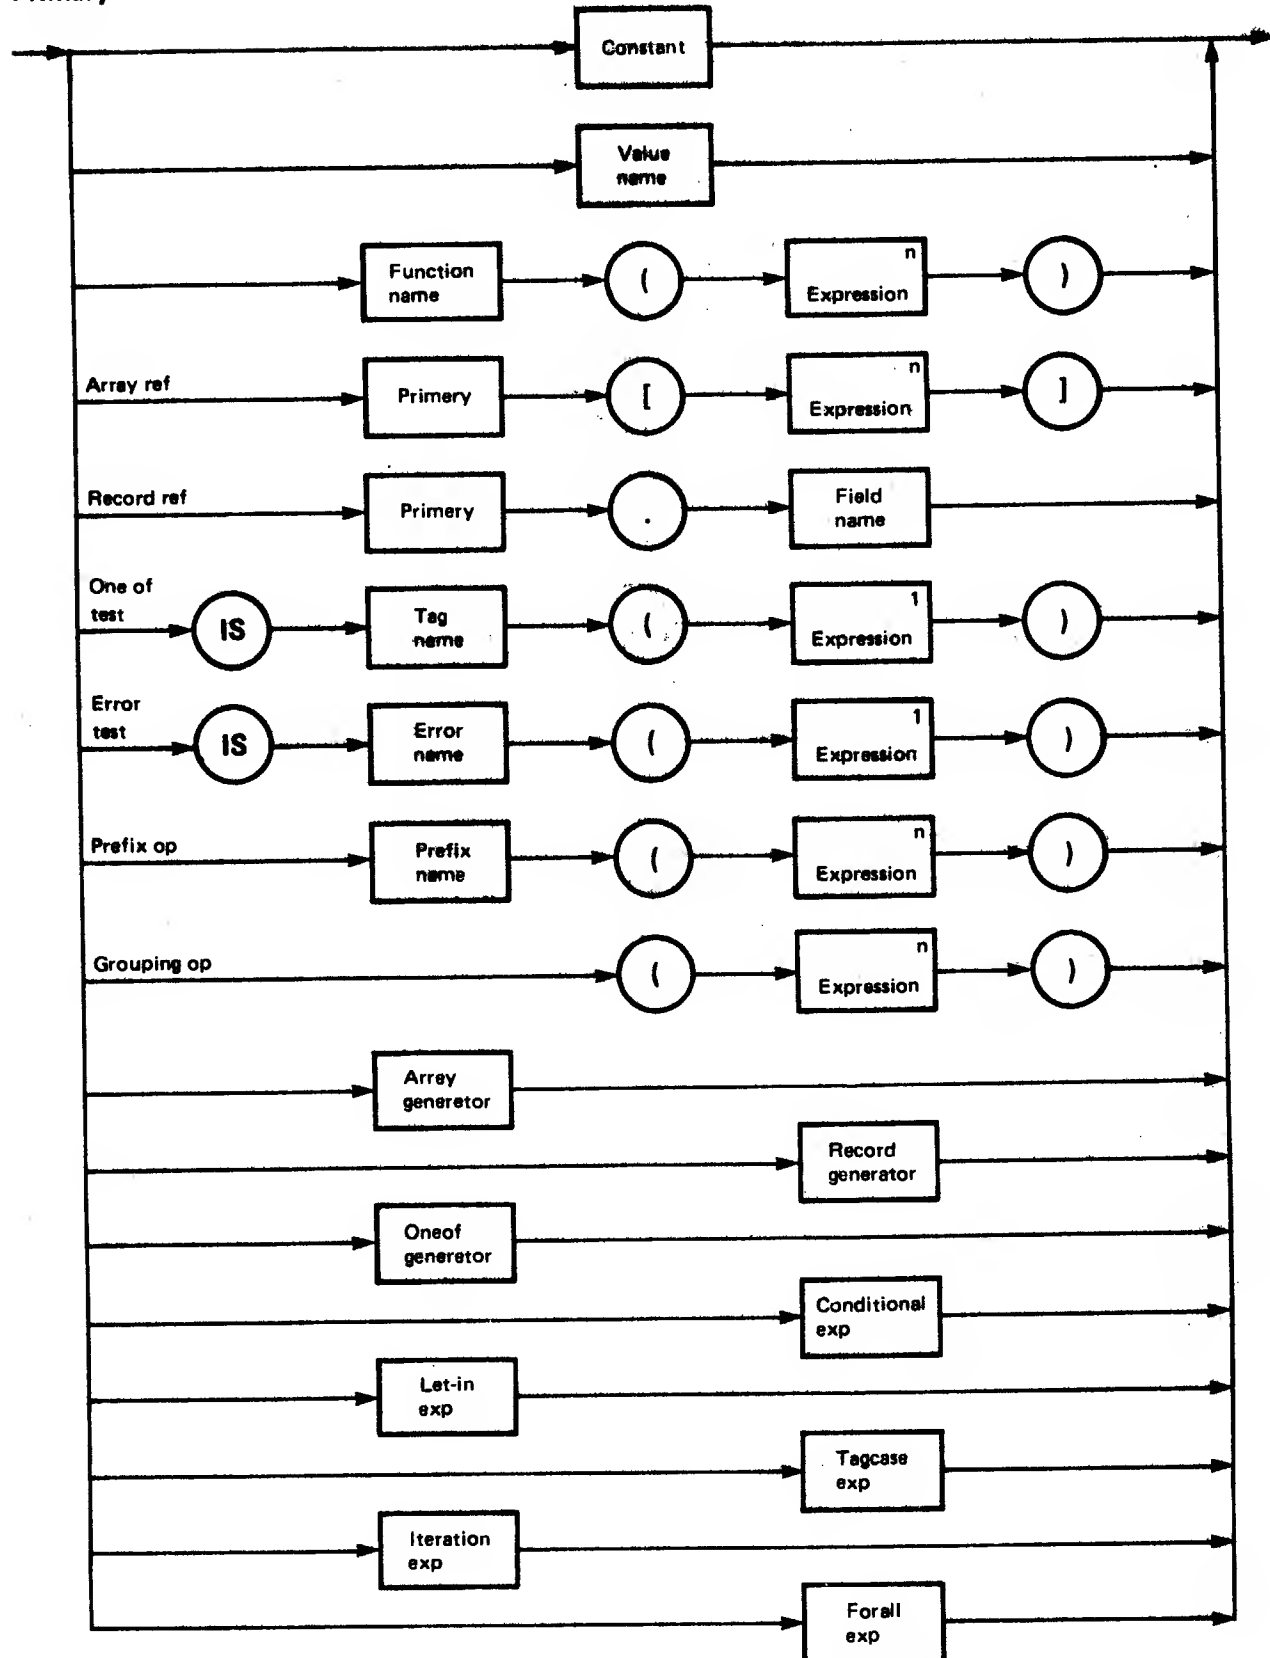 Constant
Value
name
Function
name
(
n
Expression
)
Array ref
Primary
[
n
Expression
]
Record ref
Primary
.
Field
name
One of
test
IS
Tag
name
(
1
Expression
)
Error
test
IS
Error
name
(
1
Expression
)
Prefix op
Prefix
name
(
n
Expression
)
Grouping op
(
n
Expression
)
Array
generator
Record
generator
Oneof
generator
Conditional
exp
Let-in
exp
Tagcase
exp
Iteration
exp
Forall
exp